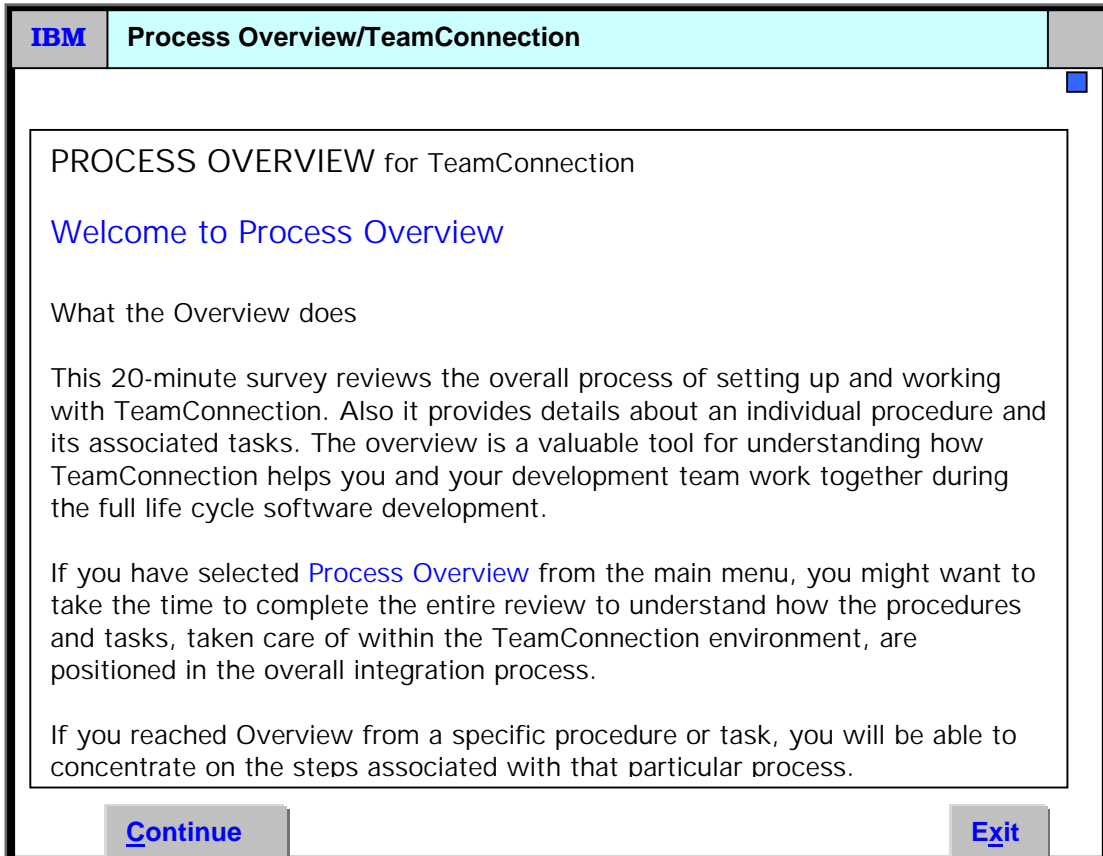 IBM Process Overview/TeamConnection
PROCESS OVERVIEW for TeamConnection
Welcome to Process Overview
What the Overview does
This 20-minute survey reviews the overall process of setting up and working
with TeamConnection. Also it provides details about an individual procedure and
its associated tasks. The overview is a valuable tool for understanding how
TeamConnection helps you and your development team work together during
the full life cycle software development.
If you have selected Process Overview from the main menu, you might want to
take the time to complete the entire review to understand how the procedures
and tasks, taken care of within the TeamConnection environment, are
positioned in the overall integration process.
If you reached Overview from a specific procedure or task, you will be able to
concentrate on the steps associated with that particular process.
Continue Exit